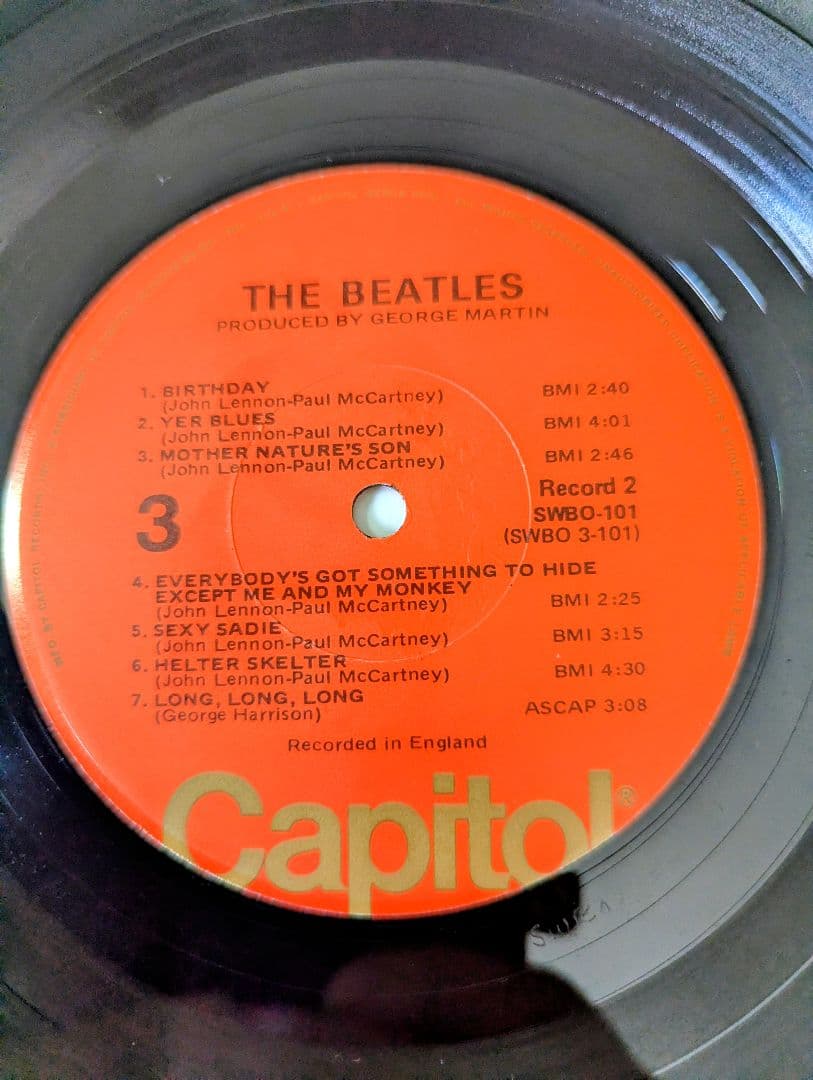 THE BEATLES
PRODUCED BY GEORGE MARTIN
1. BIRTHDAY BMI 2:40
(John Lennon-Paul McCartney)
2. YER BLUES BMI 4:01
(John Lennon-Paul McCartney)
3. MOTHER NATURE'S SON BMI 2:46
(John Lennon-Paul McCartney)
3
Record 2
SWBO-101
(SWBO 3-101)
4. EVERYBODY'S GOT SOMETHING TO HIDE
EXCEPT ME AND MY MONKEY
(John Lennon-Paul McCartney) BMI 2:25
5. SEXY SADIE BMI 3:15
(John Lennon-Paul McCartney)
6. HELTER SKELTER BMI 4:30
(John Lennon-Paul McCartney)
7. LONG, LONG, LONG ASCAP 3:08
(George Harrison)
Recorded in England
Capitol®
MFD. BY CAPITOL RECORDS, INC.